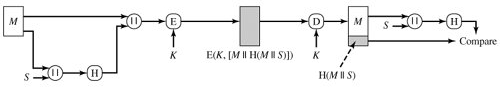 M || E D M || H
K E(K, [M || H(M || S)]) K S Compare
S || H H(M || S)